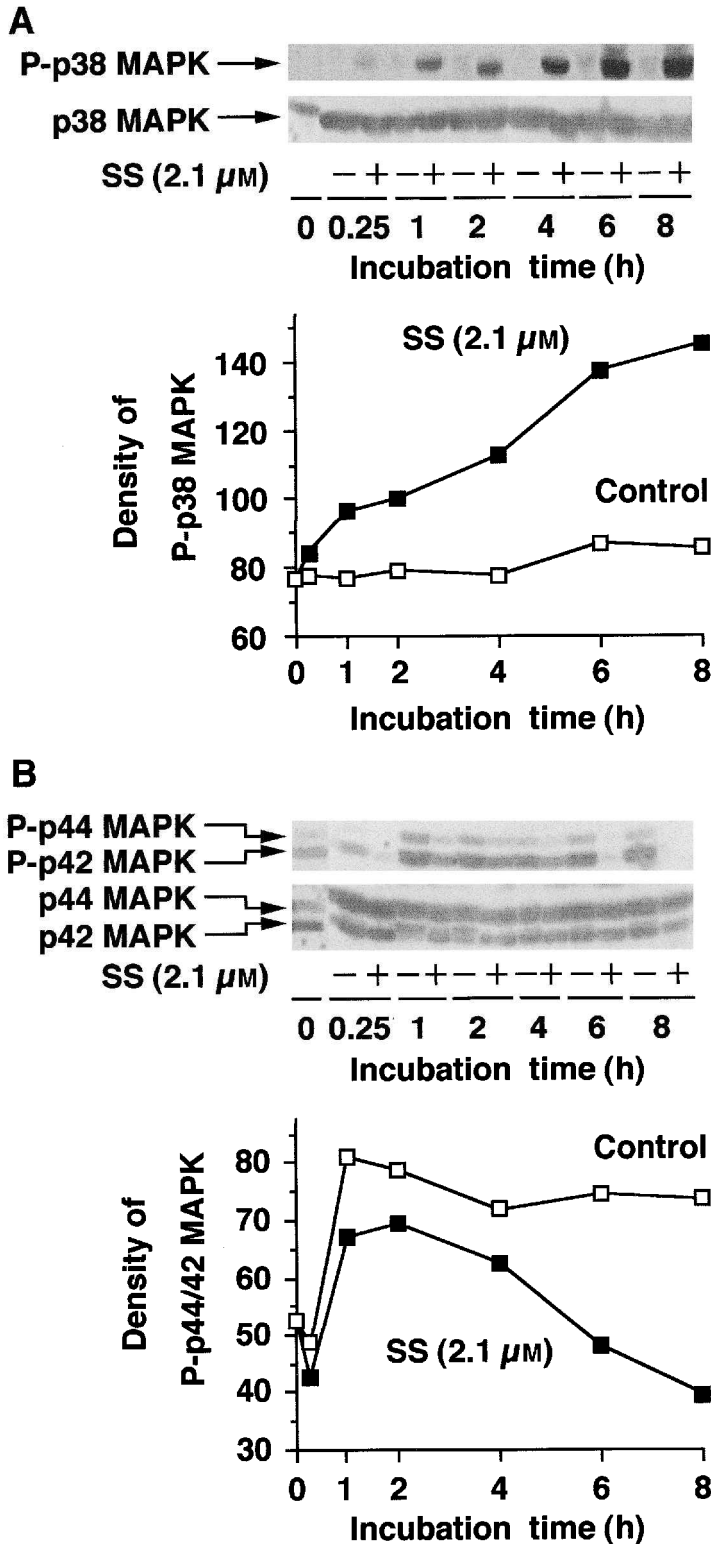 A
P-p38 MAPK
p38 MAPK
SS (2.1 µM) − + − + − + − + − + − +
0 0.25 1 2 4 6 8
Incubation time (h)
SS (2.1 µM)
Density of
P-p38 MAPK
140
120
100
80
60
Control
0 1 2 4 6 8
Incubation time (h)
B
P-p44 MAPK
P-p42 MAPK
p44 MAPK
p42 MAPK
SS (2.1 µM) − + − + − + − + − + − +
0 0.25 1 2 4 6 8
Incubation time (h)
Density of
P-p44/42 MAPK
80
70
60
50
40
30
Control
SS (2.1 µM)
0 1 2 4 6 8
Incubation time (h)